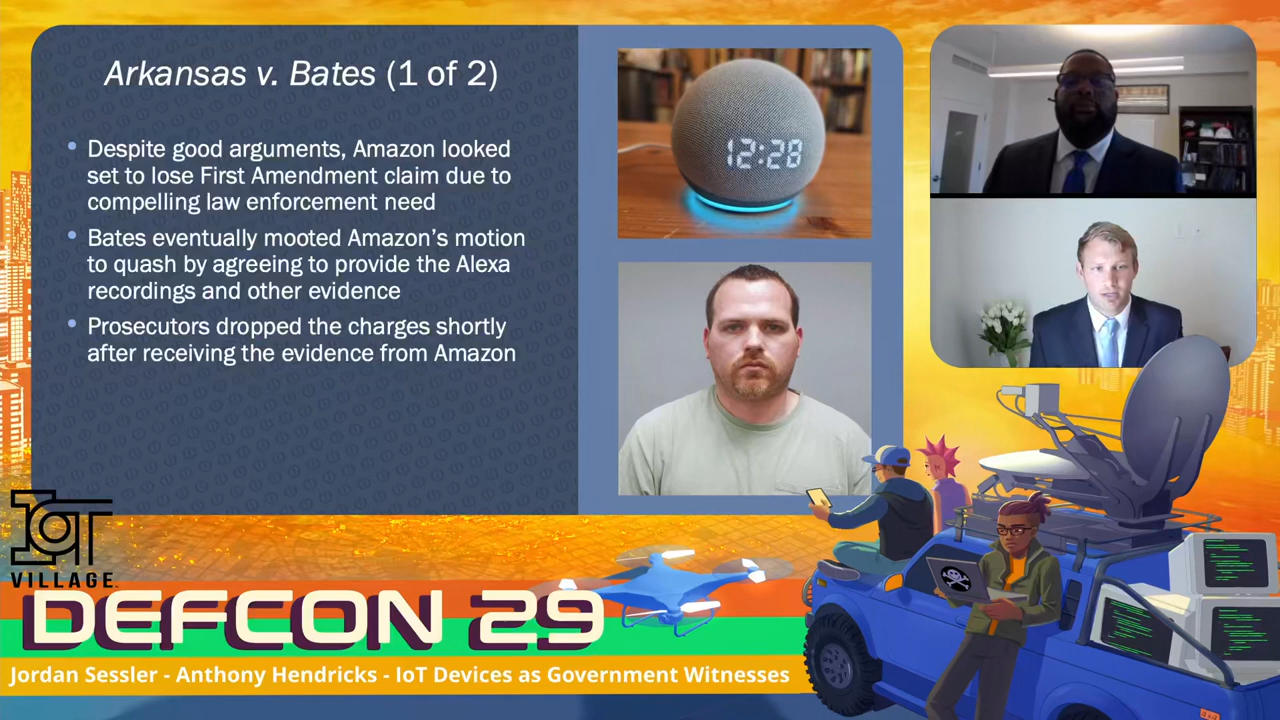 Arkansas v. Bates (1 of 2)
• Despite good arguments, Amazon looked
set to lose First Amendment claim due to
compelling law enforcement need
• Bates eventually mooted Amazon’s motion
to quash by agreeing to provide the Alexa
recordings and other evidence
• Prosecutors dropped the charges shortly
after receiving the evidence from Amazon
12:28
IoT
VILLAGE
DEFCON 29
Jordan Sessler - Anthony Hendricks - IoT Devices as Government Witnesses